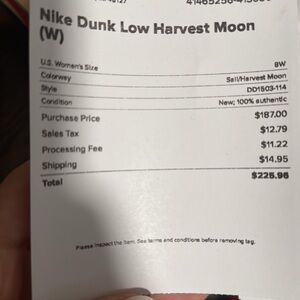 Nike Dunk Low Harvest Moon
(W)
U.S. Women's Size 8W
Colorway Sail/Harvest Moon
Style DD1503-114
Condition New; 100% authentic
Purchase Price $187.00
Sales Tax $12.79
Processing Fee $11.22
Shipping $14.95
Total $225.96
Please inspect the item. See terms and conditions before removing tag.